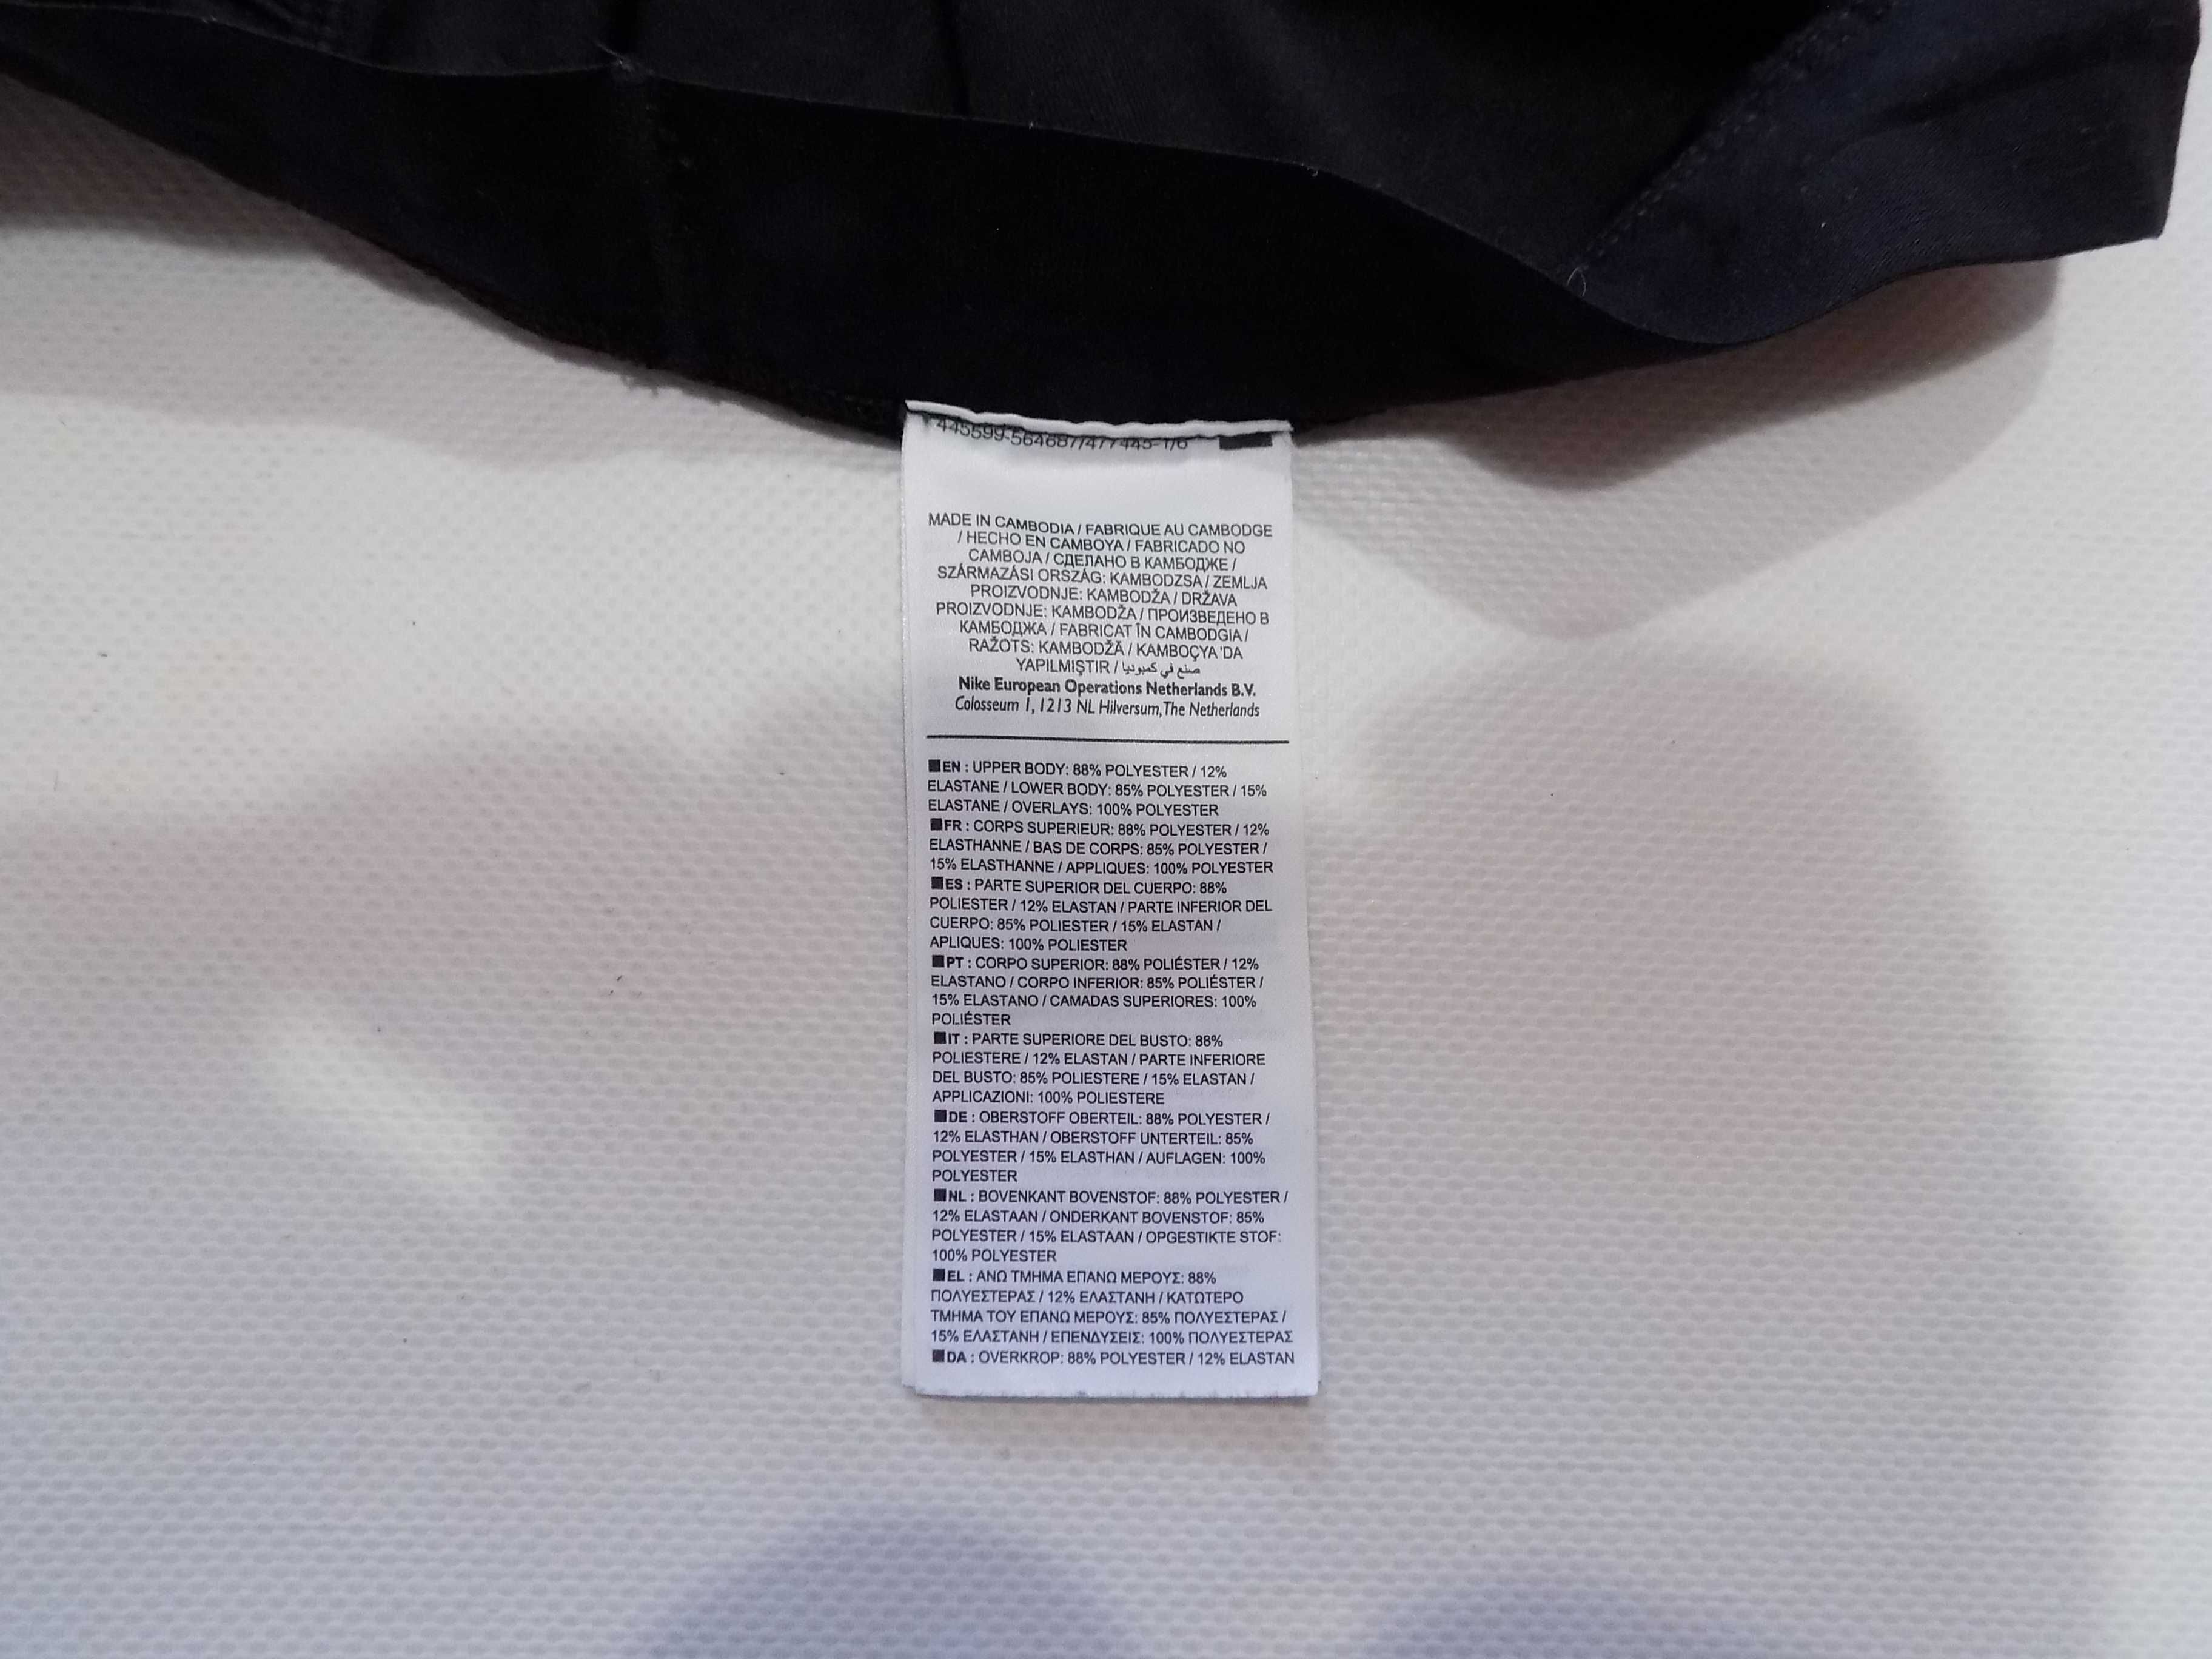 445599-564687/477445-1/6
MADE IN CAMBODIA / FABRIQUE AU CAMBODGE
/ HECHO EN CAMBOYA / FABRICADO NO
CAMBOJA / СДЕЛАНО В КАМБОДЖЕ /
SZÁRMAZÁSI ORSZÁG: KAMBODZSA / ZEMLJA
PROIZVODNJE: KAMBODŽA / DRŽAVA
PROIZVODNJE: KAMBODŽA / ПРОИЗВЕДЕНО В
КАМБОДЖА / FABRICAT ÎN CAMBODGIA /
RAŽOTS: KAMBODŽĀ / KAMBOÇYA'DA
YAPILMIŞTIR / صنع في كمبوديا
Nike European Operations Netherlands B.V.
Colosseum 1, 1213 NL Hilversum, The Netherlands
EN : UPPER BODY: 88% POLYESTER / 12%
ELASTANE / LOWER BODY: 85% POLYESTER / 15%
ELASTANE / OVERLAYS: 100% POLYESTER
FR : CORPS SUPERIEUR: 88% POLYESTER / 12%
ELASTHANNE / BAS DE CORPS: 85% POLYESTER /
15% ELASTHANNE / APPLIQUES: 100% POLYESTER
ES : PARTE SUPERIOR DEL CUERPO: 88%
POLIESTER / 12% ELASTAN / PARTE INFERIOR DEL
CUERPO: 85% POLIESTER / 15% ELASTAN /
APLIQUES: 100% POLIESTER
PT : CORPO SUPERIOR: 88% POLIÉSTER / 12%
ELASTANO / CORPO INFERIOR: 85% POLIÉSTER /
15% ELASTANO / CAMADAS SUPERIORES: 100%
POLIÉSTER
IT : PARTE SUPERIORE DEL BUSTO: 88%
POLIESTERE / 12% ELASTAN / PARTE INFERIORE
DEL BUSTO: 85% POLIESTERE / 15% ELASTAN /
APPLICAZIONI: 100% POLIESTERE
DE : OBERSTOFF OBERTEIL: 88% POLYESTER /
12% ELASTHAN / OBERSTOFF UNTERTEIL: 85%
POLYESTER / 15% ELASTHAN / AUFLAGEN: 100%
POLYESTER
NL : BOVENKANT BOVENSTOF: 88% POLYESTER /
12% ELASTAAN / ONDERKANT BOVENSTOF: 85%
POLYESTER / 15% ELASTAAN / OPGESTIKTE STOF:
100% POLYESTER
EL : ΑΝΩ ΤΜΗΜΑ ΕΠΑΝΩ ΜΕΡΟΥΣ: 88%
ΠΟΛΥΕΣΤΕΡΑΣ / 12% ΕΛΑΣΤΑΝΗ / ΚΑΤΩΤΕΡΟ
ΤΜΗΜΑ ΤΟΥ ΕΠΑΝΩ ΜΕΡΟΥΣ: 85% ΠΟΛΥΕΣΤΕΡΑΣ /
15% ΕΛΑΣΤΑΝΗ / ΕΠΕΝΔΥΣΕΙΣ: 100% ΠΟΛΥΕΣΤΕΡΑΣ
DA : OVERKROP: 88% POLYESTER / 12% ELASTAN